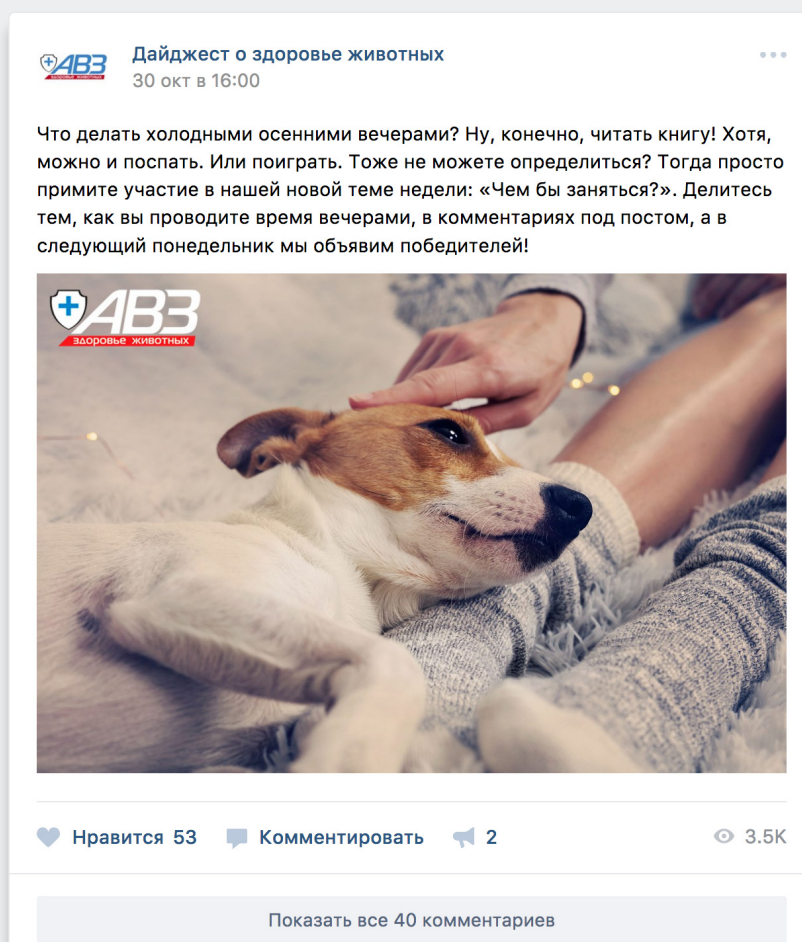 АВЗ
ЗДОРОВЬЕ ЖИВОТНЫХ
Дайджест о здоровье животных
30 окт в 16:00
Что делать холодными осенними вечерами? Ну, конечно, читать книгу! Хотя,
можно и поспать. Или поиграть. Тоже не можете определиться? Тогда просто
примите участие в нашей новой теме недели: «Чем бы заняться?». Делитесь
тем, как вы проводите время вечерами, в комментариях под постом, а в
следующий понедельник мы объявим победителей!
АВЗ
ЗДОРОВЬЕ ЖИВОТНЫХ
Нравится 53
Комментировать
2
3.5K
Показать все 40 комментариев